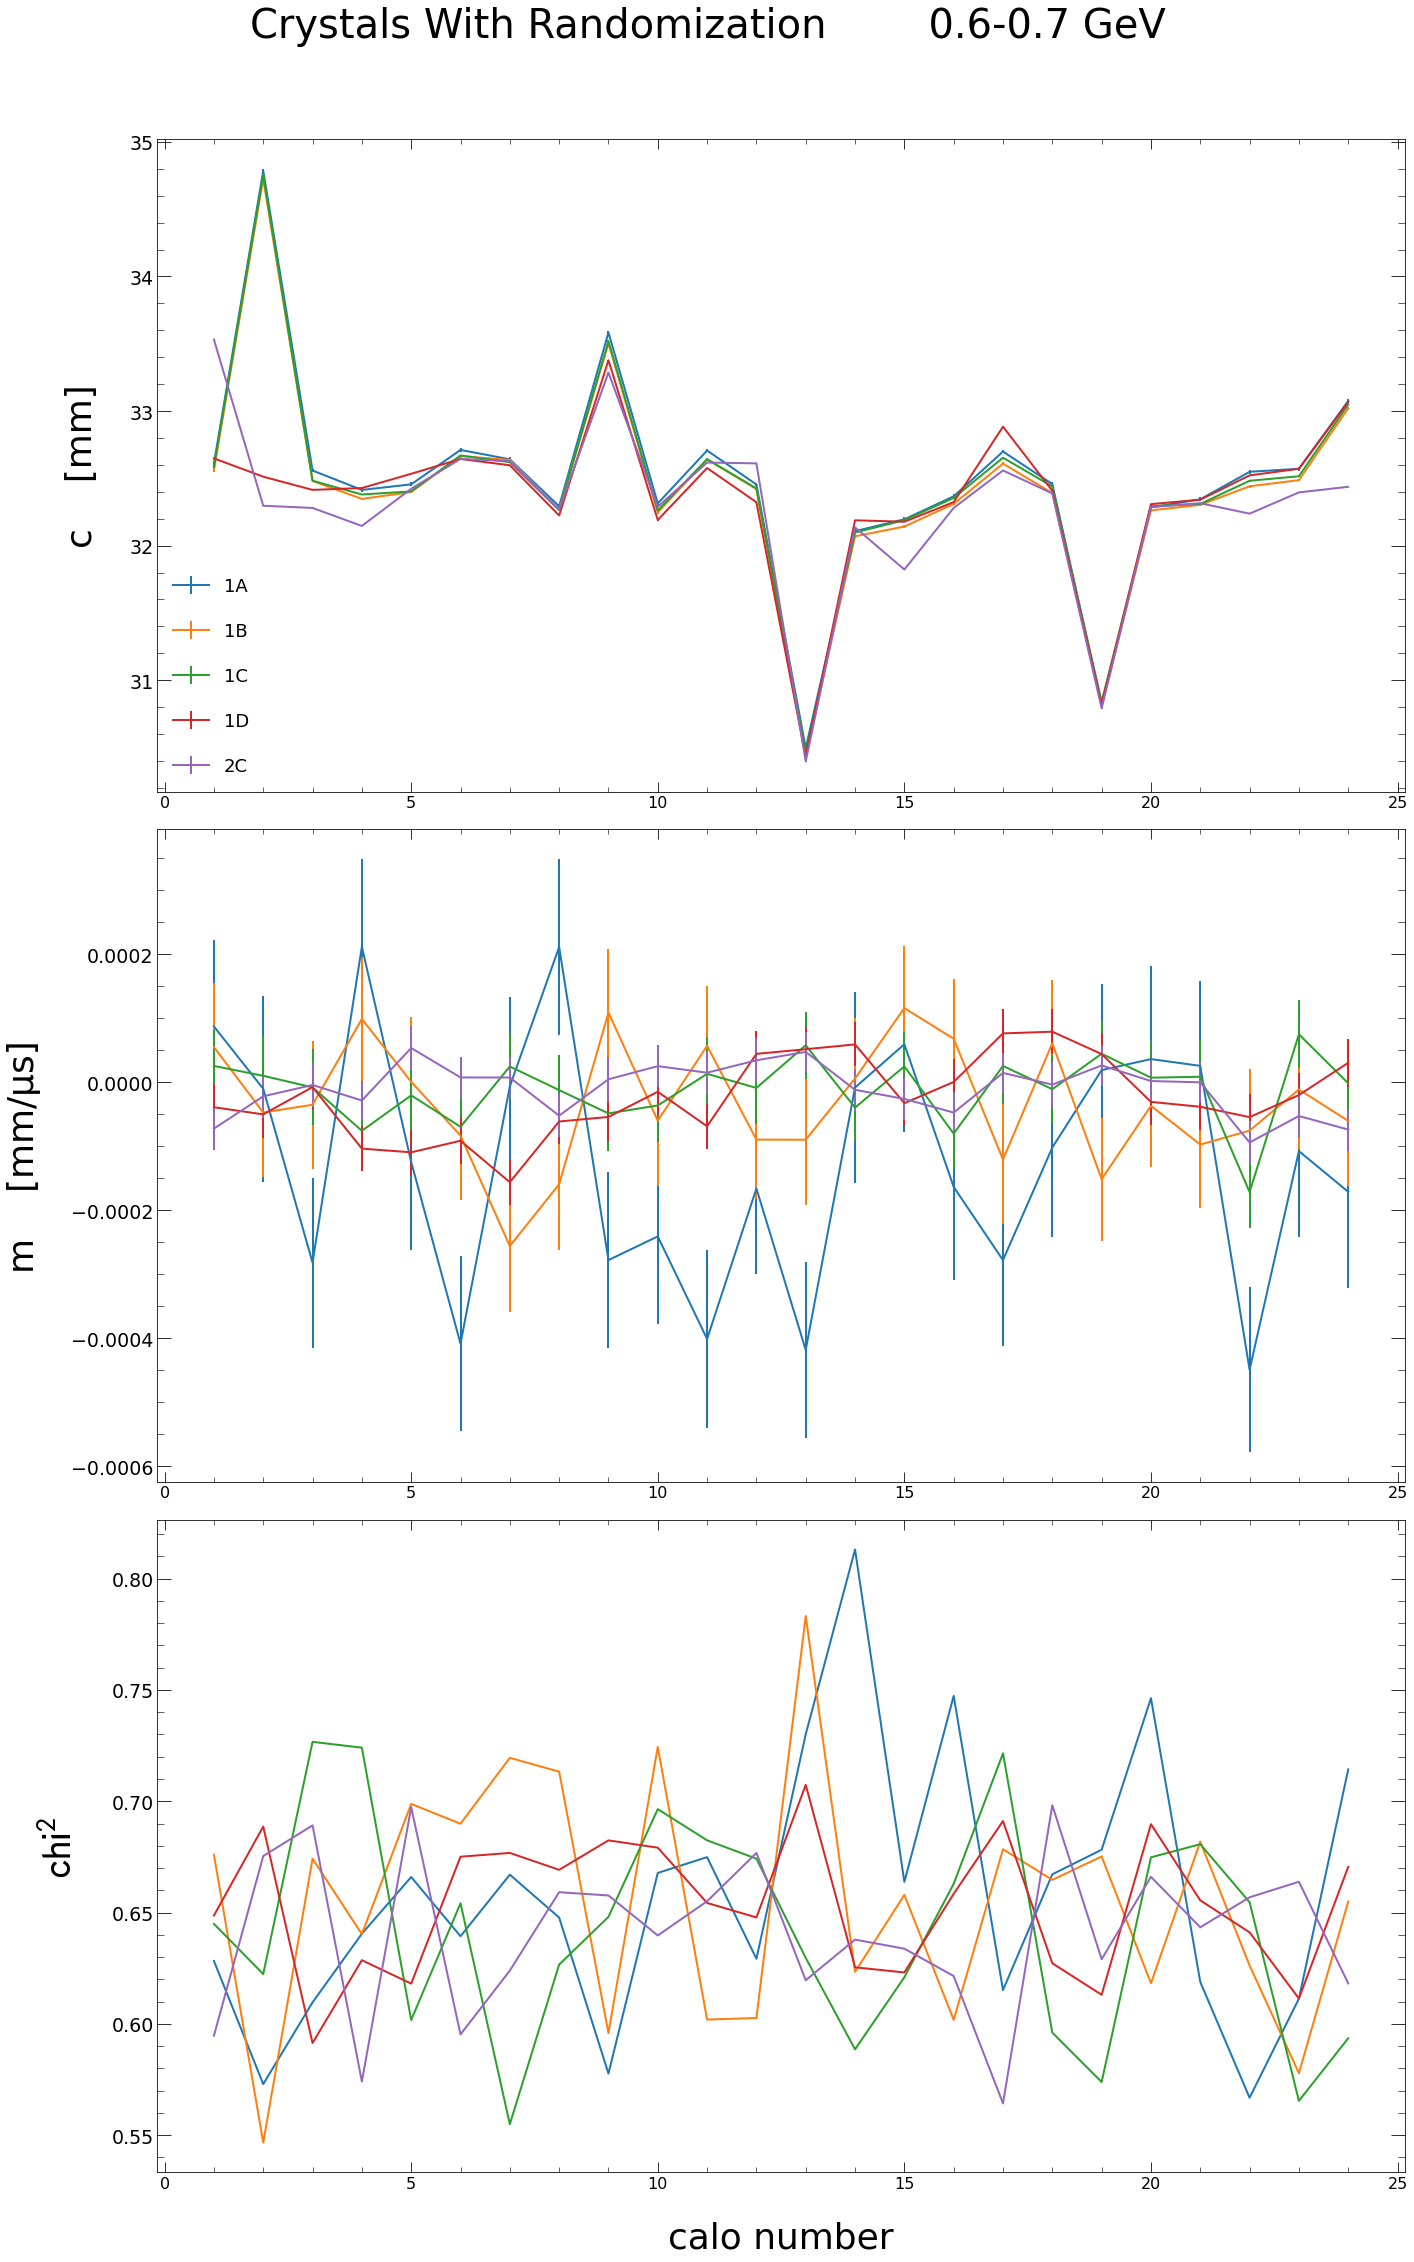 Crystals With Randomization 0.6-0.7 GeV
35
34
33
32
31
c [mm]
1A
1B
1C
1D
2C
0 5 10 15 20 25
0.0002
0.0000
−0.0002
−0.0004
−0.0006
m [mm/µs]
0 5 10 15 20 25
0.80
0.75
0.70
0.65
0.60
0.55
chi²
0 5 10 15 20 25
calo number